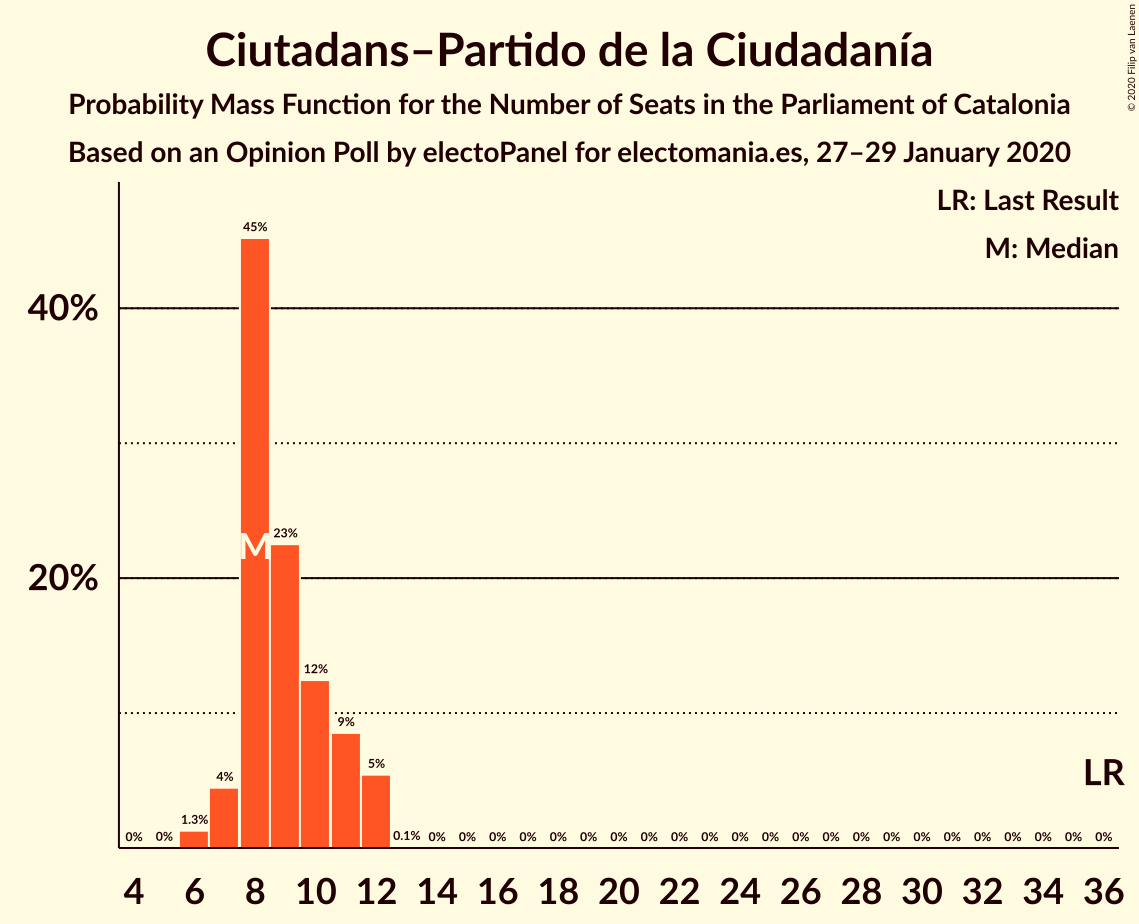 Ciutadans–Partido de la Ciudadanía
Probability Mass Function for the Number of Seats in the Parliament of Catalonia
Based on an Opinion Poll by electoPanel for electomania.es, 27–29 January 2020
© 2020 Filip van Laenen
LR: Last Result
M: Median
40%
20%
0% 0% 1.3% 4% 45% 23% 12% 9% 5% 0.1% 0% 0% 0% 0% 0% 0% 0% 0% 0% 0% 0% 0% 0% 0% 0% 0% 0% 0% 0% 0% 0% 0% 0%
M
LR
4 6 8 10 12 14 16 18 20 22 24 26 28 30 32 34 36